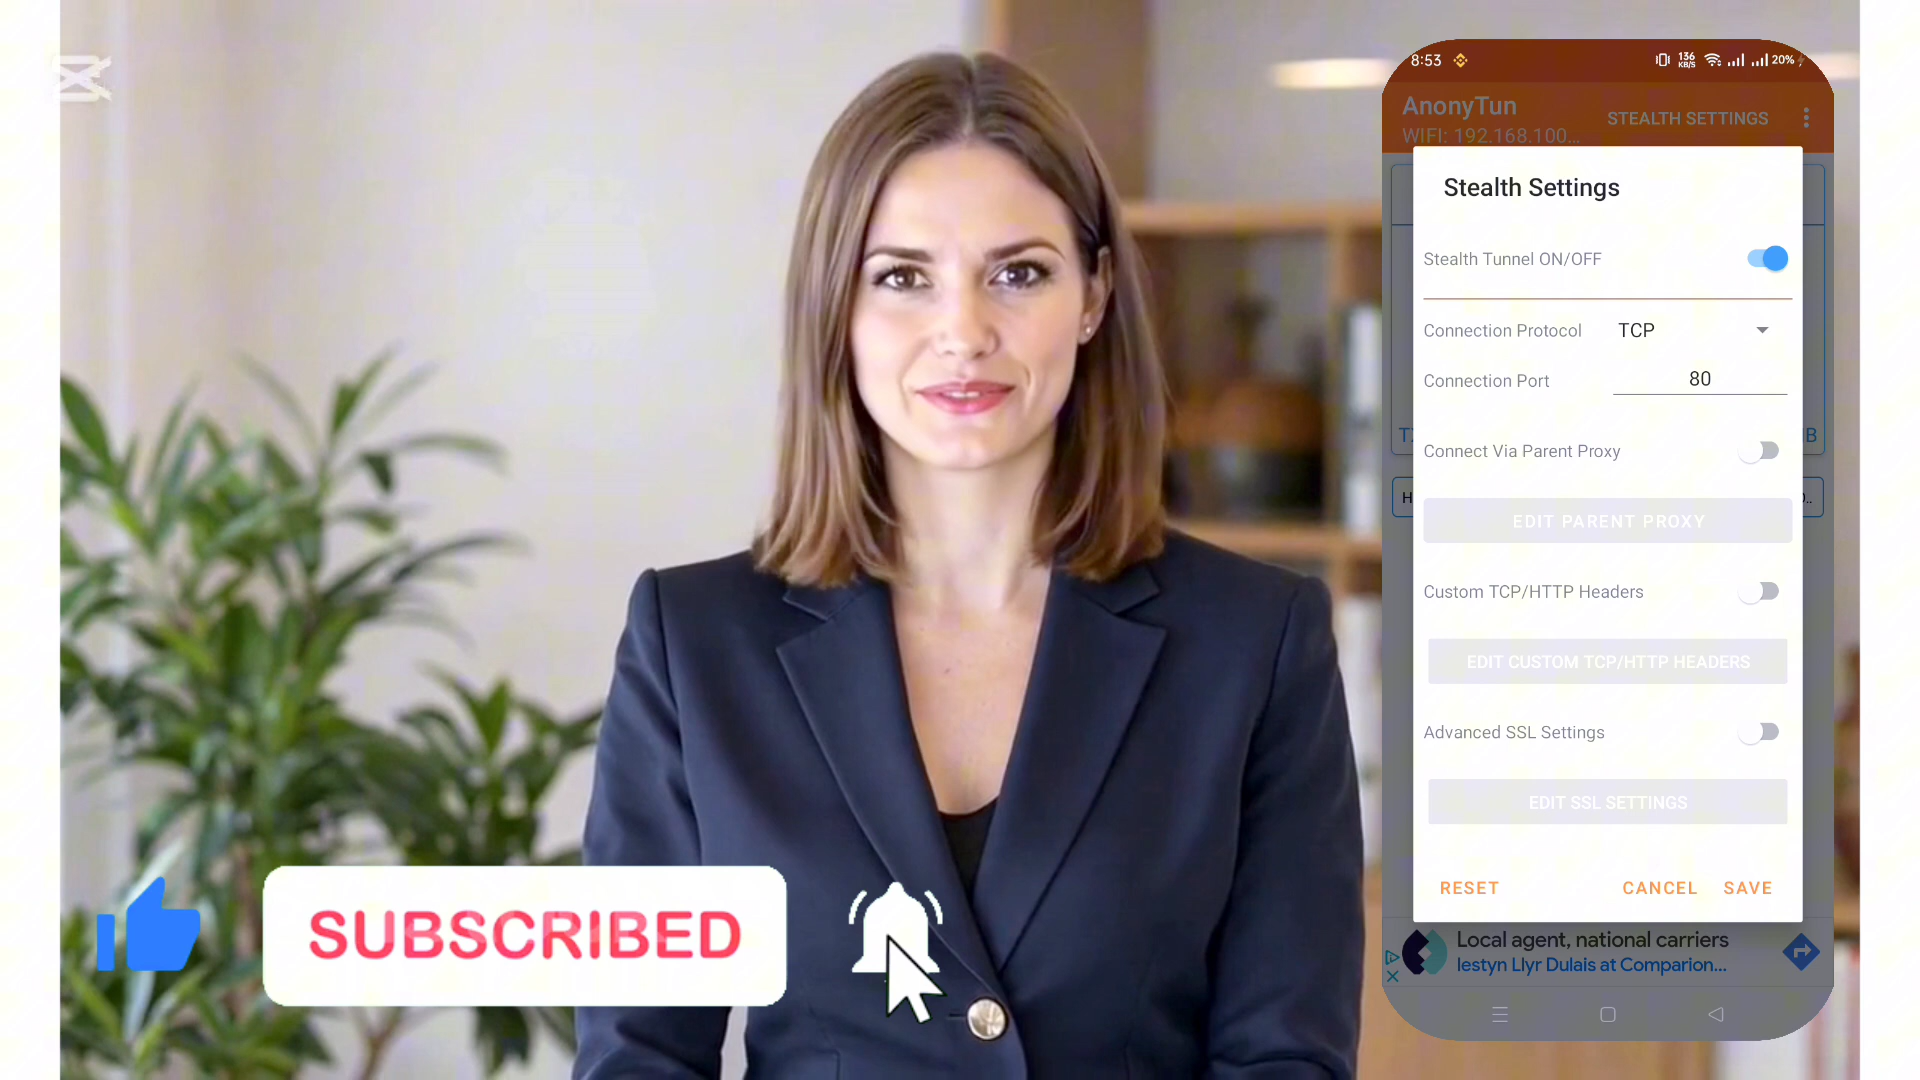 8:53
136
KB/S
20%
AnonyTun
STEALTH SETTINGS
WIFI: 192.168.100...
Stealth Settings
Stealth Tunnel ON/OFF
Connection Protocol TCP
Connection Port 80
Connect Via Parent Proxy
EDIT PARENT PROXY
Custom TCP/HTTP Headers
EDIT CUSTOM TCP/HTTP HEADERS
Advanced SSL Settings
EDIT SSL SETTINGS
RESET CANCEL SAVE
Local agent, national carriers
Iestyn Llyr Dulais at Comparion...
SUBSCRIBED